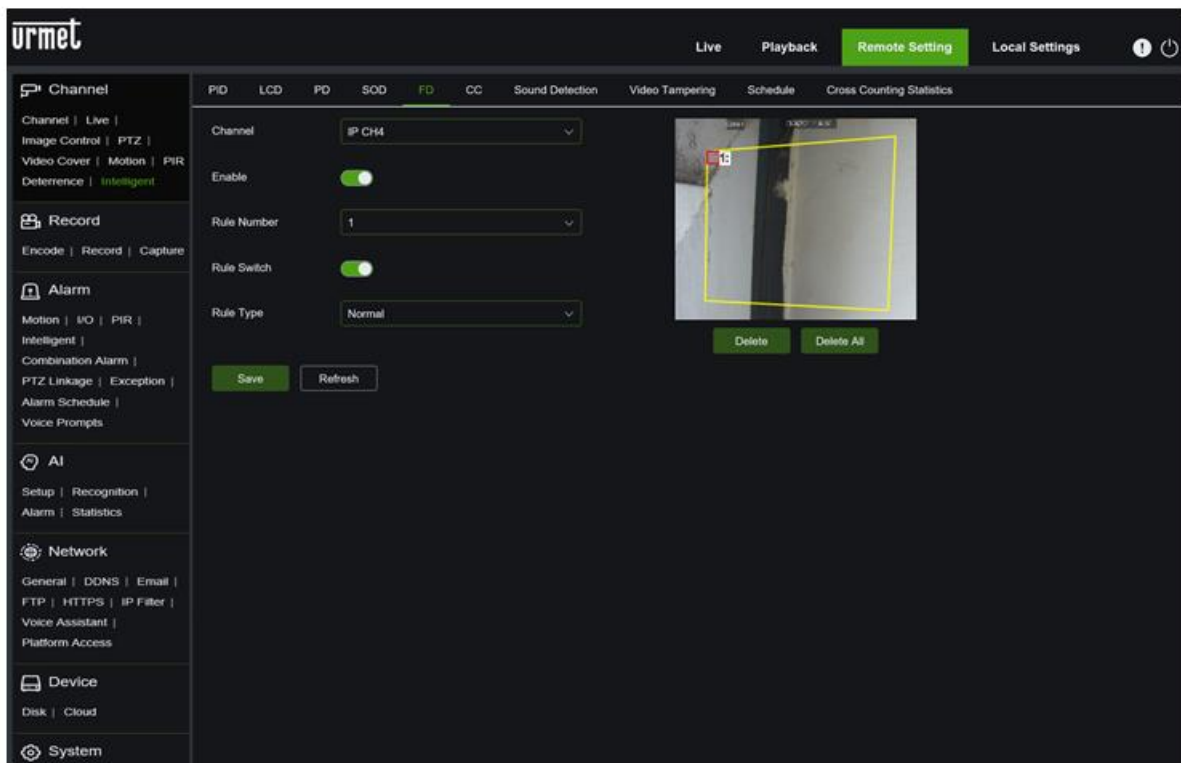 urmet
Live Playback Remote Setting Local Settings
Channel
Channel | Live |
Image Control | PTZ |
Video Cover | Motion | PIR
Deterrence | Intelligent
Record
Encode | Record | Capture
Alarm
Motion | I/O | PIR |
Intelligent |
Combination Alarm |
PTZ Linkage | Exception |
Alarm Schedule |
Voice Prompts
AI
Setup | Recognition |
Alarm | Statistics
Network
General | DDNS | Email |
FTP | HTTPS | IP Filter |
Voice Assistant |
Platform Access
Device
Disk | Cloud
System
PID LCD PD SOD FD CC Sound Detection Video Tampering Schedule Cross Counting Statistics
Channel IP CH4
Enable
Rule Number 1
Rule Switch
Rule Type Normal
Save Refresh
1:
Delete Delete All